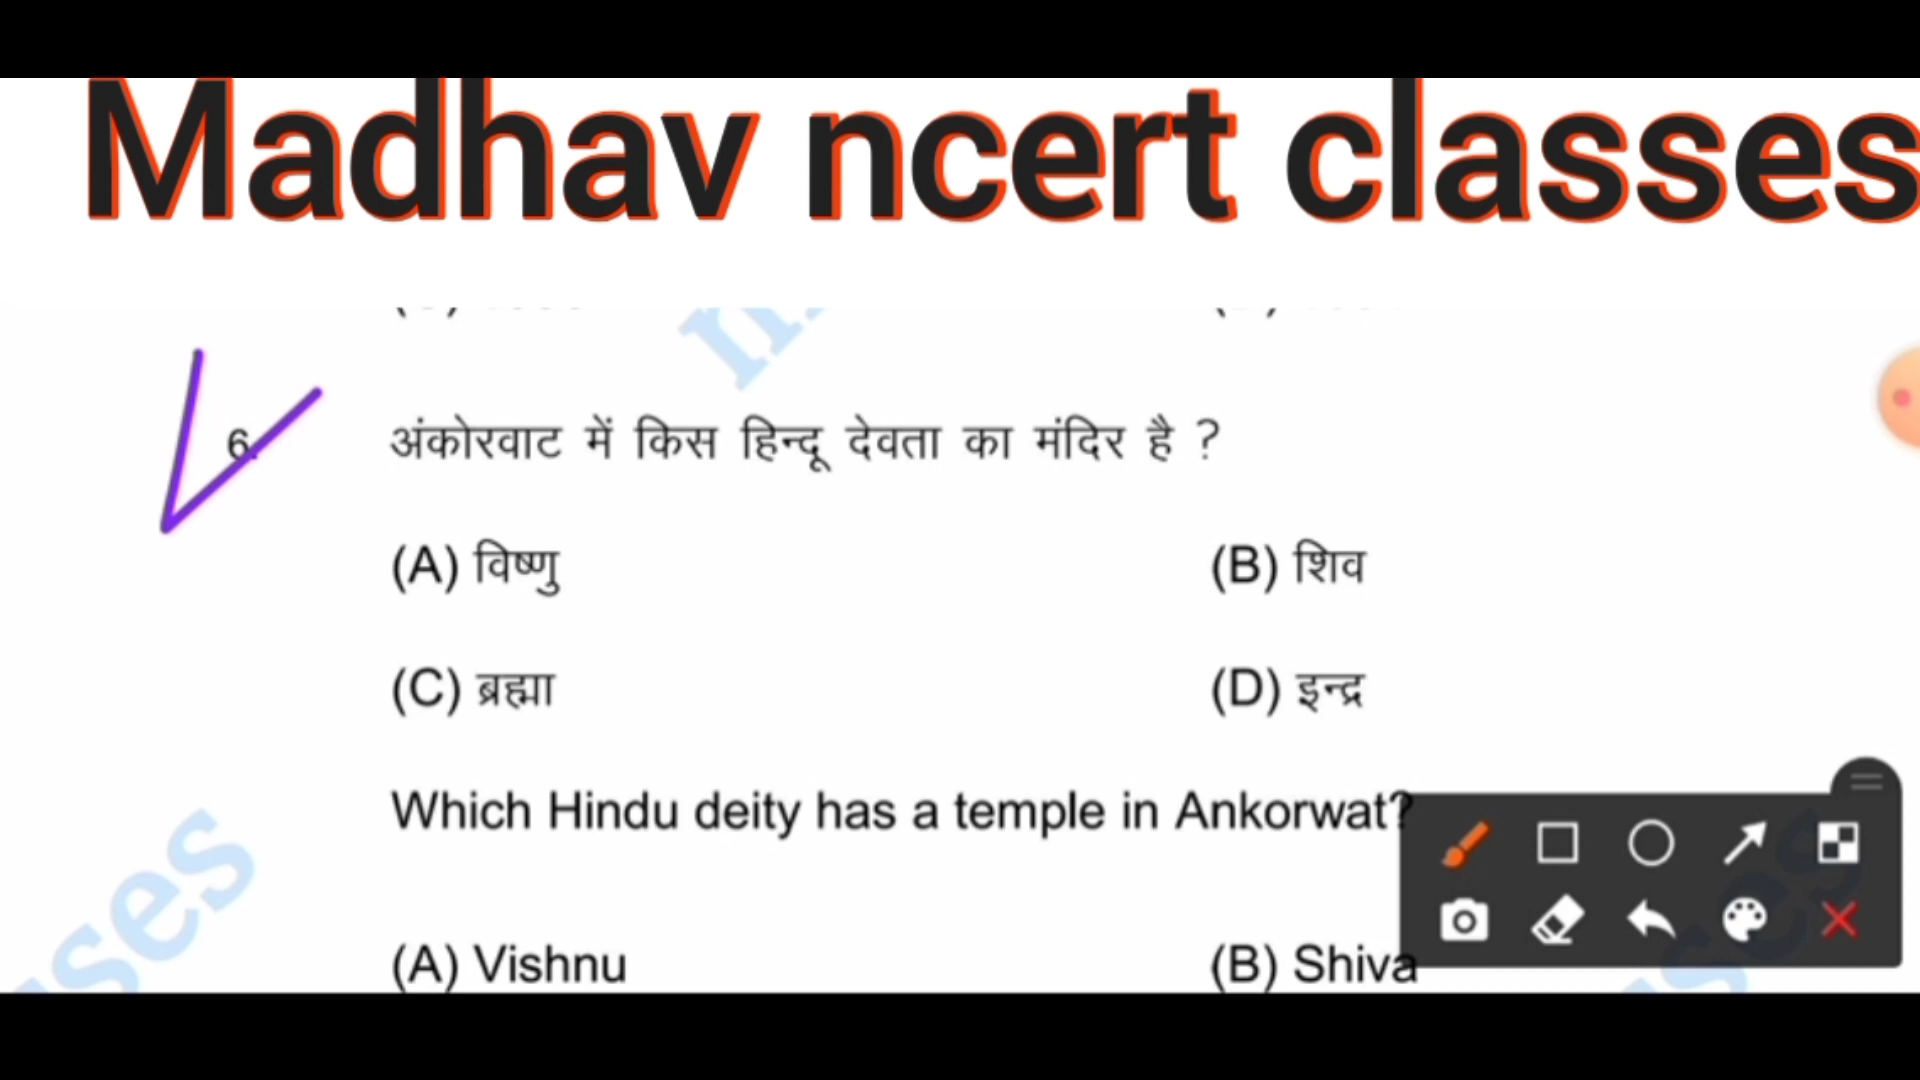 Madhav ncert classes
6. अंकोरवाट में किस हिन्दू देवता का मंदिर है ?
(A) विष्णु (B) शिव
(C) ब्रह्मा (D) इन्द्र
Which Hindu deity has a temple in Ankorwat?
(A) Vishnu (B) Shiva